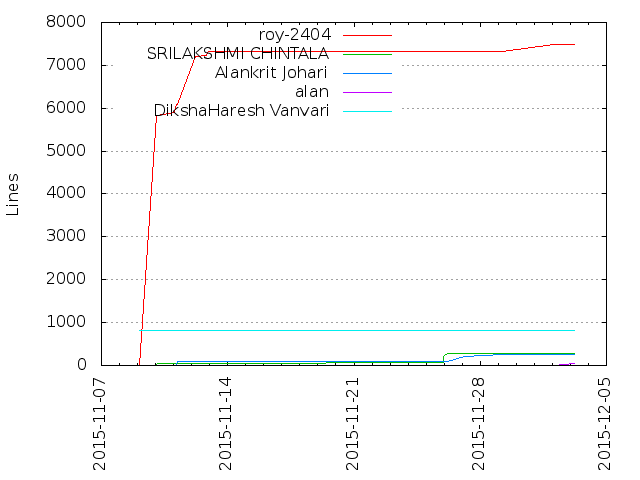 8000
7000
6000
5000
4000
3000
2000
1000
0
Lines
roy-2404
SRILAKSHMI CHINTALA
Alankrit Johari
alan
DikshaHaresh Vanvari
2015-11-07
2015-11-14
2015-11-21
2015-11-28
2015-12-05